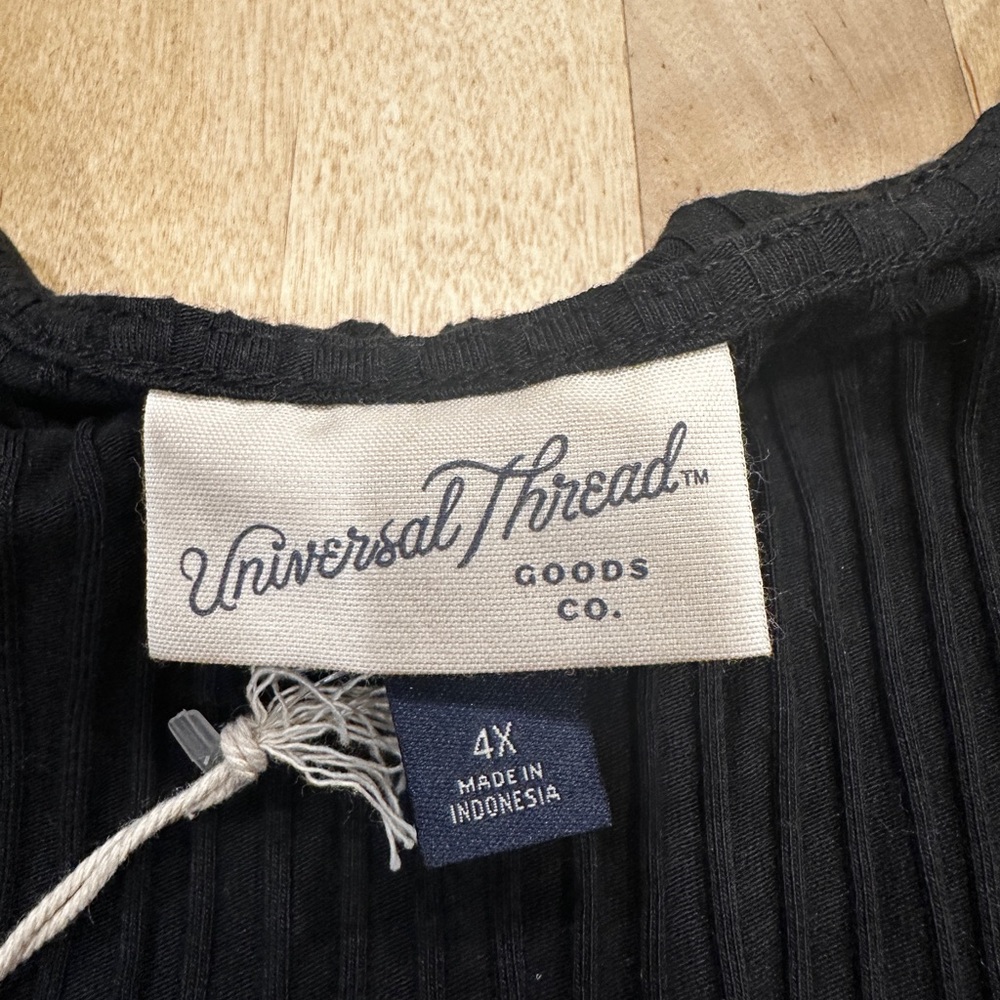 Universal Thread™
GOODS
CO.
4X
MADE IN
INDONESIA